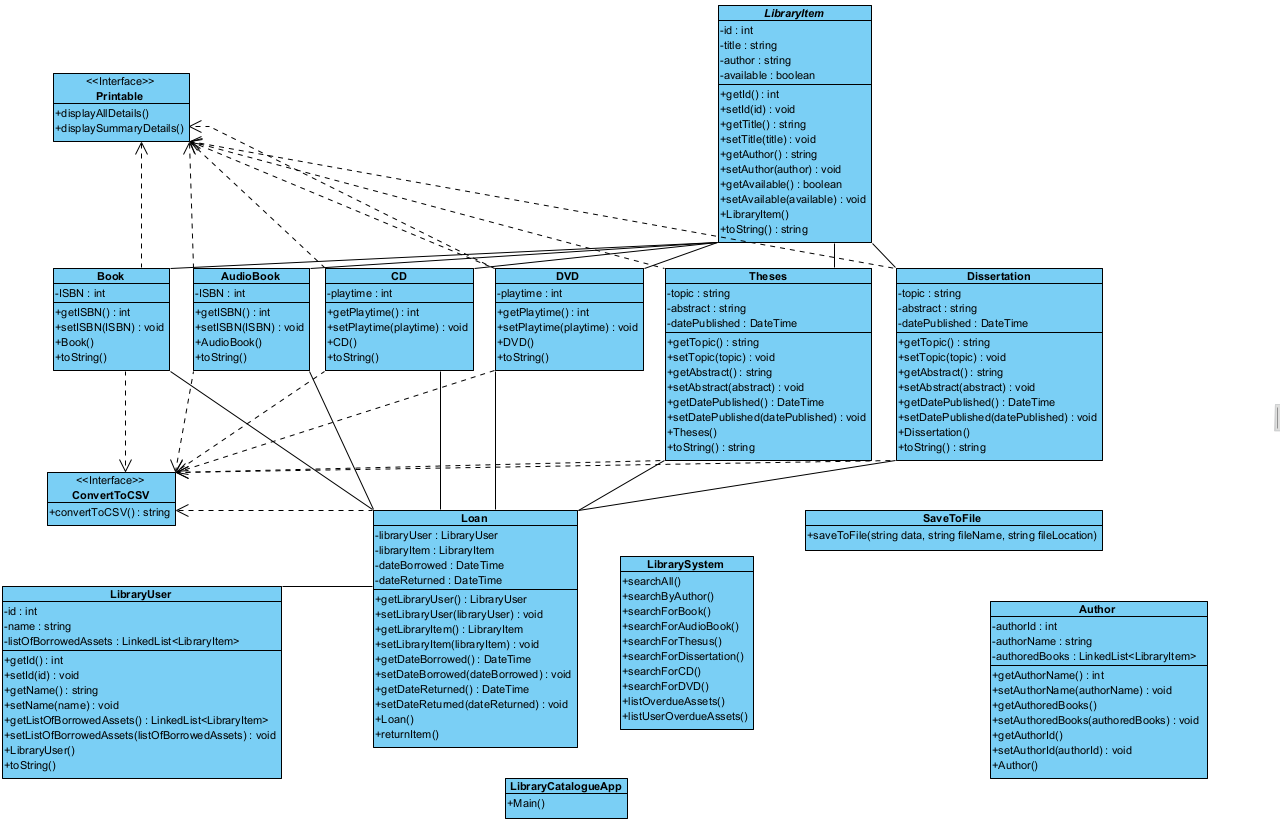 LibraryItem
-id : int
-title : string
-author : string
-available : boolean
+getId() : int
+setId(id) : void
+getTitle() : string
+setTitle(title) : void
+getAuthor() : string
+setAuthor(author) : void
+getAvailable() : boolean
+setAvailable(available) : void
+LibraryItem()
+toString() : string
<<Interface>>
Printable
+displayAllDetails()
+displaySummaryDetails()
Book
-ISBN : int
+getISBN() : int
+setISBN(ISBN) : void
+Book()
+toString()
AudioBook
-ISBN : int
+getISBN() : int
+setISBN(ISBN) : void
+AudioBook()
+toString()
CD
-playtime : int
+getPlaytime() : int
+setPlaytime(playtime) : void
+CD()
+toString()
DVD
-playtime : int
+getPlaytime() : int
+setPlaytime(playtime) : void
+DVD()
+toString()
Theses
-topic : string
-abstract : string
-datePublished : DateTime
+getTopic() : string
+setTopic(topic) : void
+getAbstract() : string
+setAbstract(abstract) : void
+getDatePublished() : DateTime
+setDatePublished(datePublished) : void
+Theses()
+toString() : string
Dissertation
-topic : string
-abstract : string
-datePublished : DateTime
+getTopic() : string
+setTopic(topic) : void
+getAbstract() : string
+setAbstract(abstract) : void
+getDatePublished() : DateTime
+setDatePublished(datePublished) : void
+Dissertation()
+toString() : string
<<Interface>>
ConvertToCSV
+convertToCSV() : string
Loan
-libraryUser : LibraryUser
-libraryItem : LibraryItem
-dateBorrowed : DateTime
-dateReturned : DateTime
+getLibraryUser() : LibraryUser
+setLibraryUser(libraryUser) : void
+getLibraryItem() : LibraryItem
+setLibraryItem(libraryItem) : void
+getDateBorrowed() : DateTime
+setDateBorrowed(dateBorrowed) : void
+getDateReturned() : DateTime
+setDateReturned(dateReturned) : void
+Loan()
+returnItem()
SaveToFile
+saveToFile(string data, string fileName, string fileLocation)
LibrarySystem
+searchAll()
+searchByAuthor()
+searchForBook()
+searchForAudioBook()
+searchForThesus()
+searchForDissertation()
+searchForCD()
+searchForDVD()
+listOverdueAssets()
+listUserOverdueAssets()
LibraryUser
-id : int
-name : string
-listOfBorrowedAssets : LinkedList<LibraryItem>
+getId() : int
+setId(id) : void
+getName() : string
+setName(name) : void
+getListOfBorrowedAssets() : LinkedList<LibraryItem>
+setListOfBorrowedAssets(listOfBorrowedAssets) : void
+LibraryUser()
+toString()
Author
-authorId : int
-authorName : string
-authoredBooks : LinkedList<LibraryItem>
+getAuthorName() : int
+setAuthorName(authorName) : void
+getAuthoredBooks()
+setAuthoredBooks(authoredBooks) : void
+getAuthorId()
+setAuthorId(authorId) : void
+Author()
LibraryCatalogueApp
+Main()